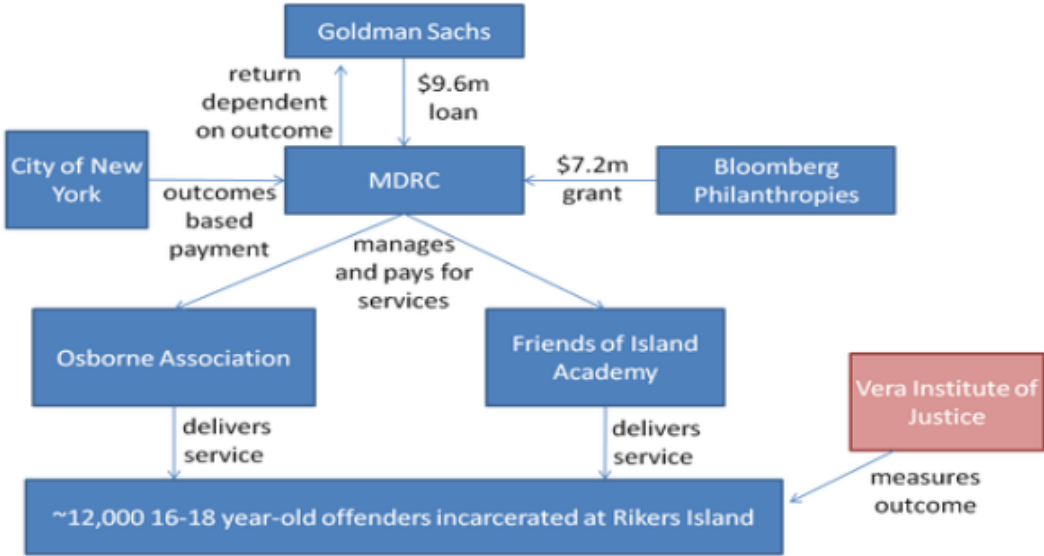 Goldman Sachs
return
dependent
on outcome
$9.6m
loan
City of New
York
outcomes
based
payment
MDRC
$7.2m
grant
Bloomberg
Philanthropies
manages
and pays for
services
Osborne Association
Friends of Island
Academy
Vera Institute of
Justice
delivers
service
delivers
service
measures
outcome
~12,000 16-18 year-old offenders incarcerated at Rikers Island